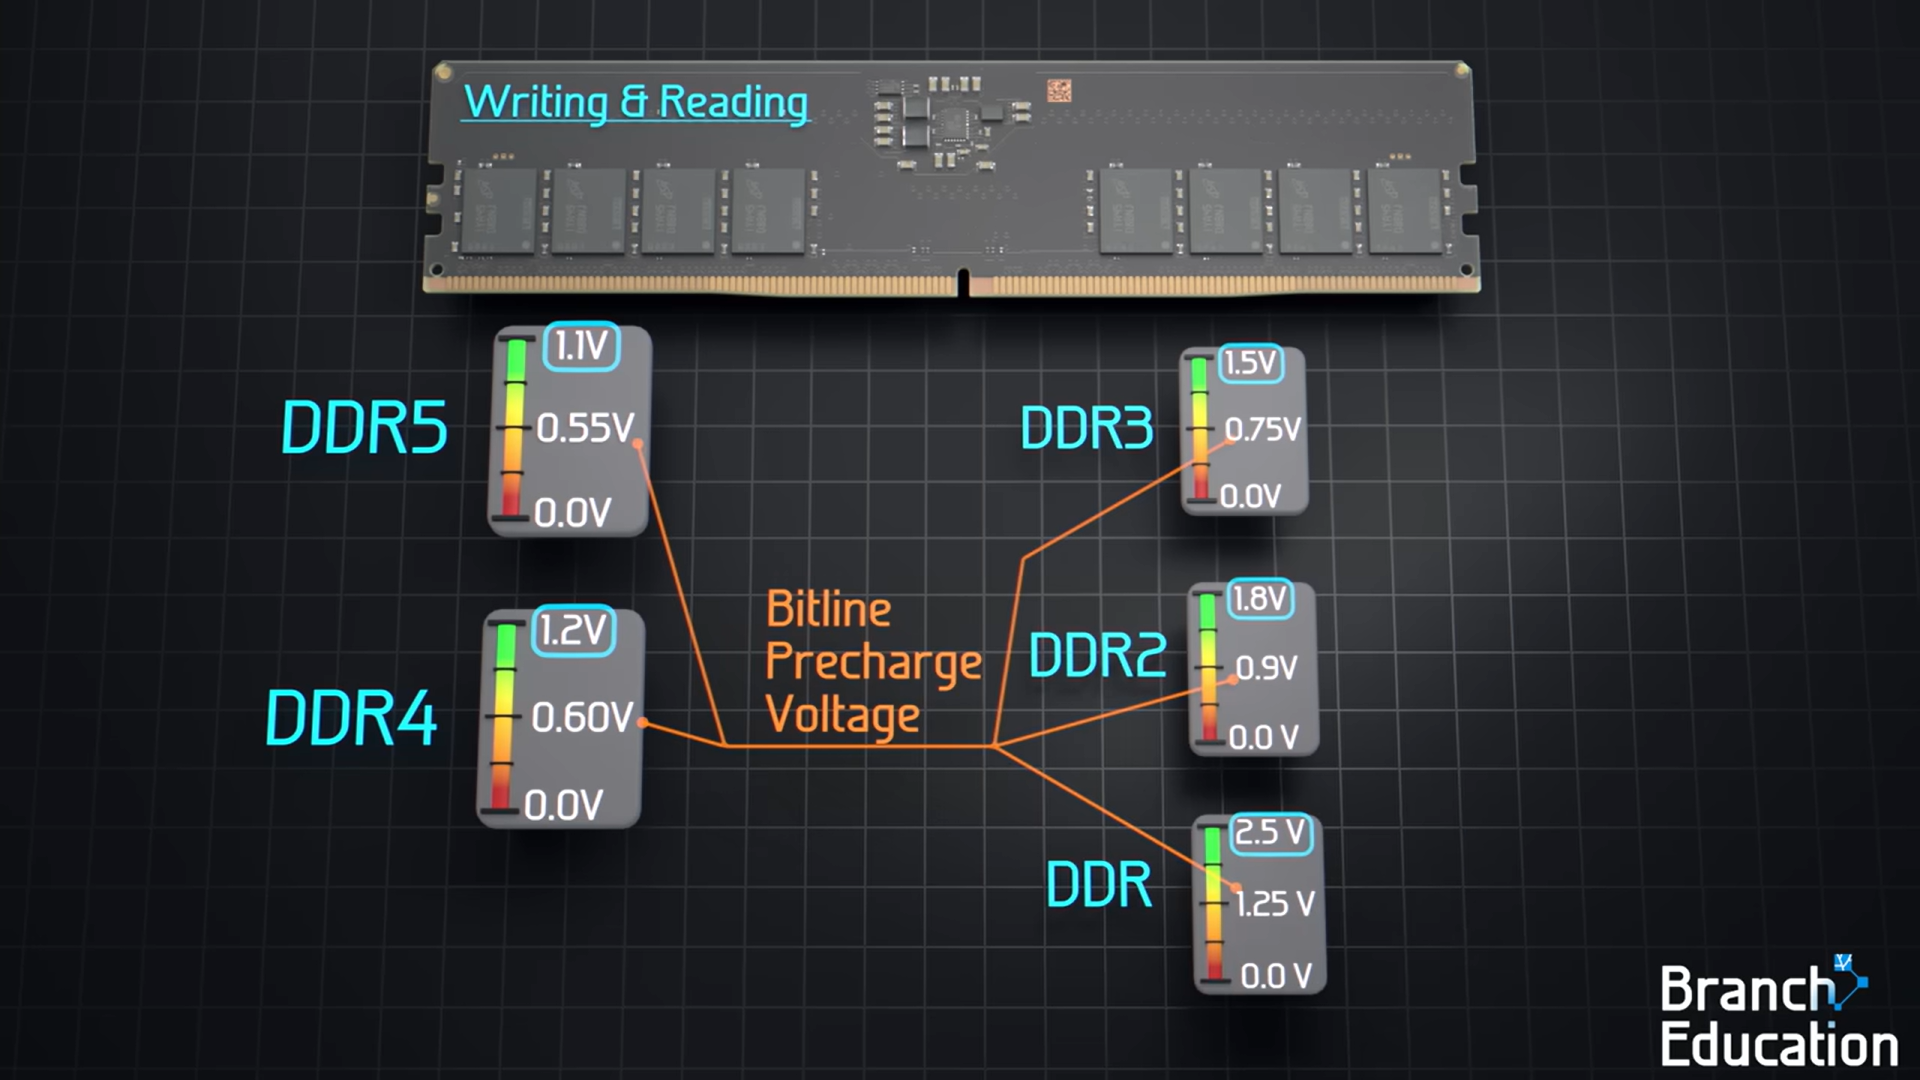 Writing & Reading
DDR5
1.1V
0.55V
0.0V
DDR4
1.2V
0.60V
0.0V
Bitline
Precharge
Voltage
DDR3
1.5V
0.75V
0.0V
DDR2
1.8V
0.9V
0.0 V
DDR
2.5 V
1.25 V
0.0 V
Branch
Education